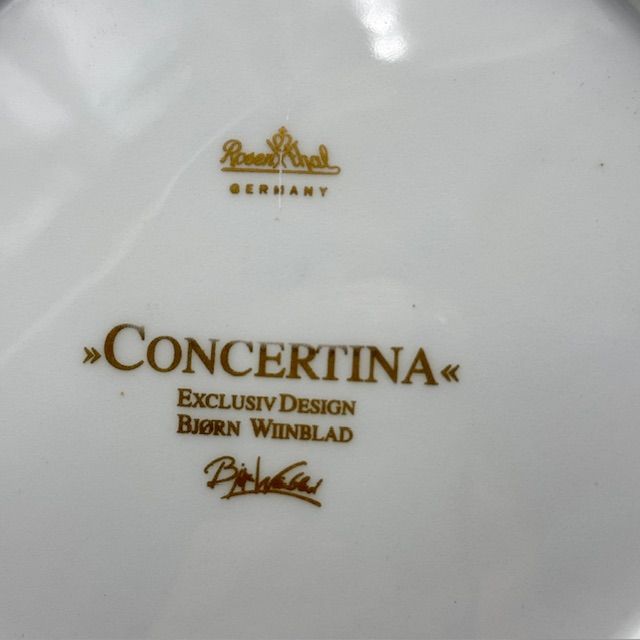 Rosenthal
GERMANY
»CONCERTINA«
EXCLUSIV DESIGN
BJØRN WIINBLAD